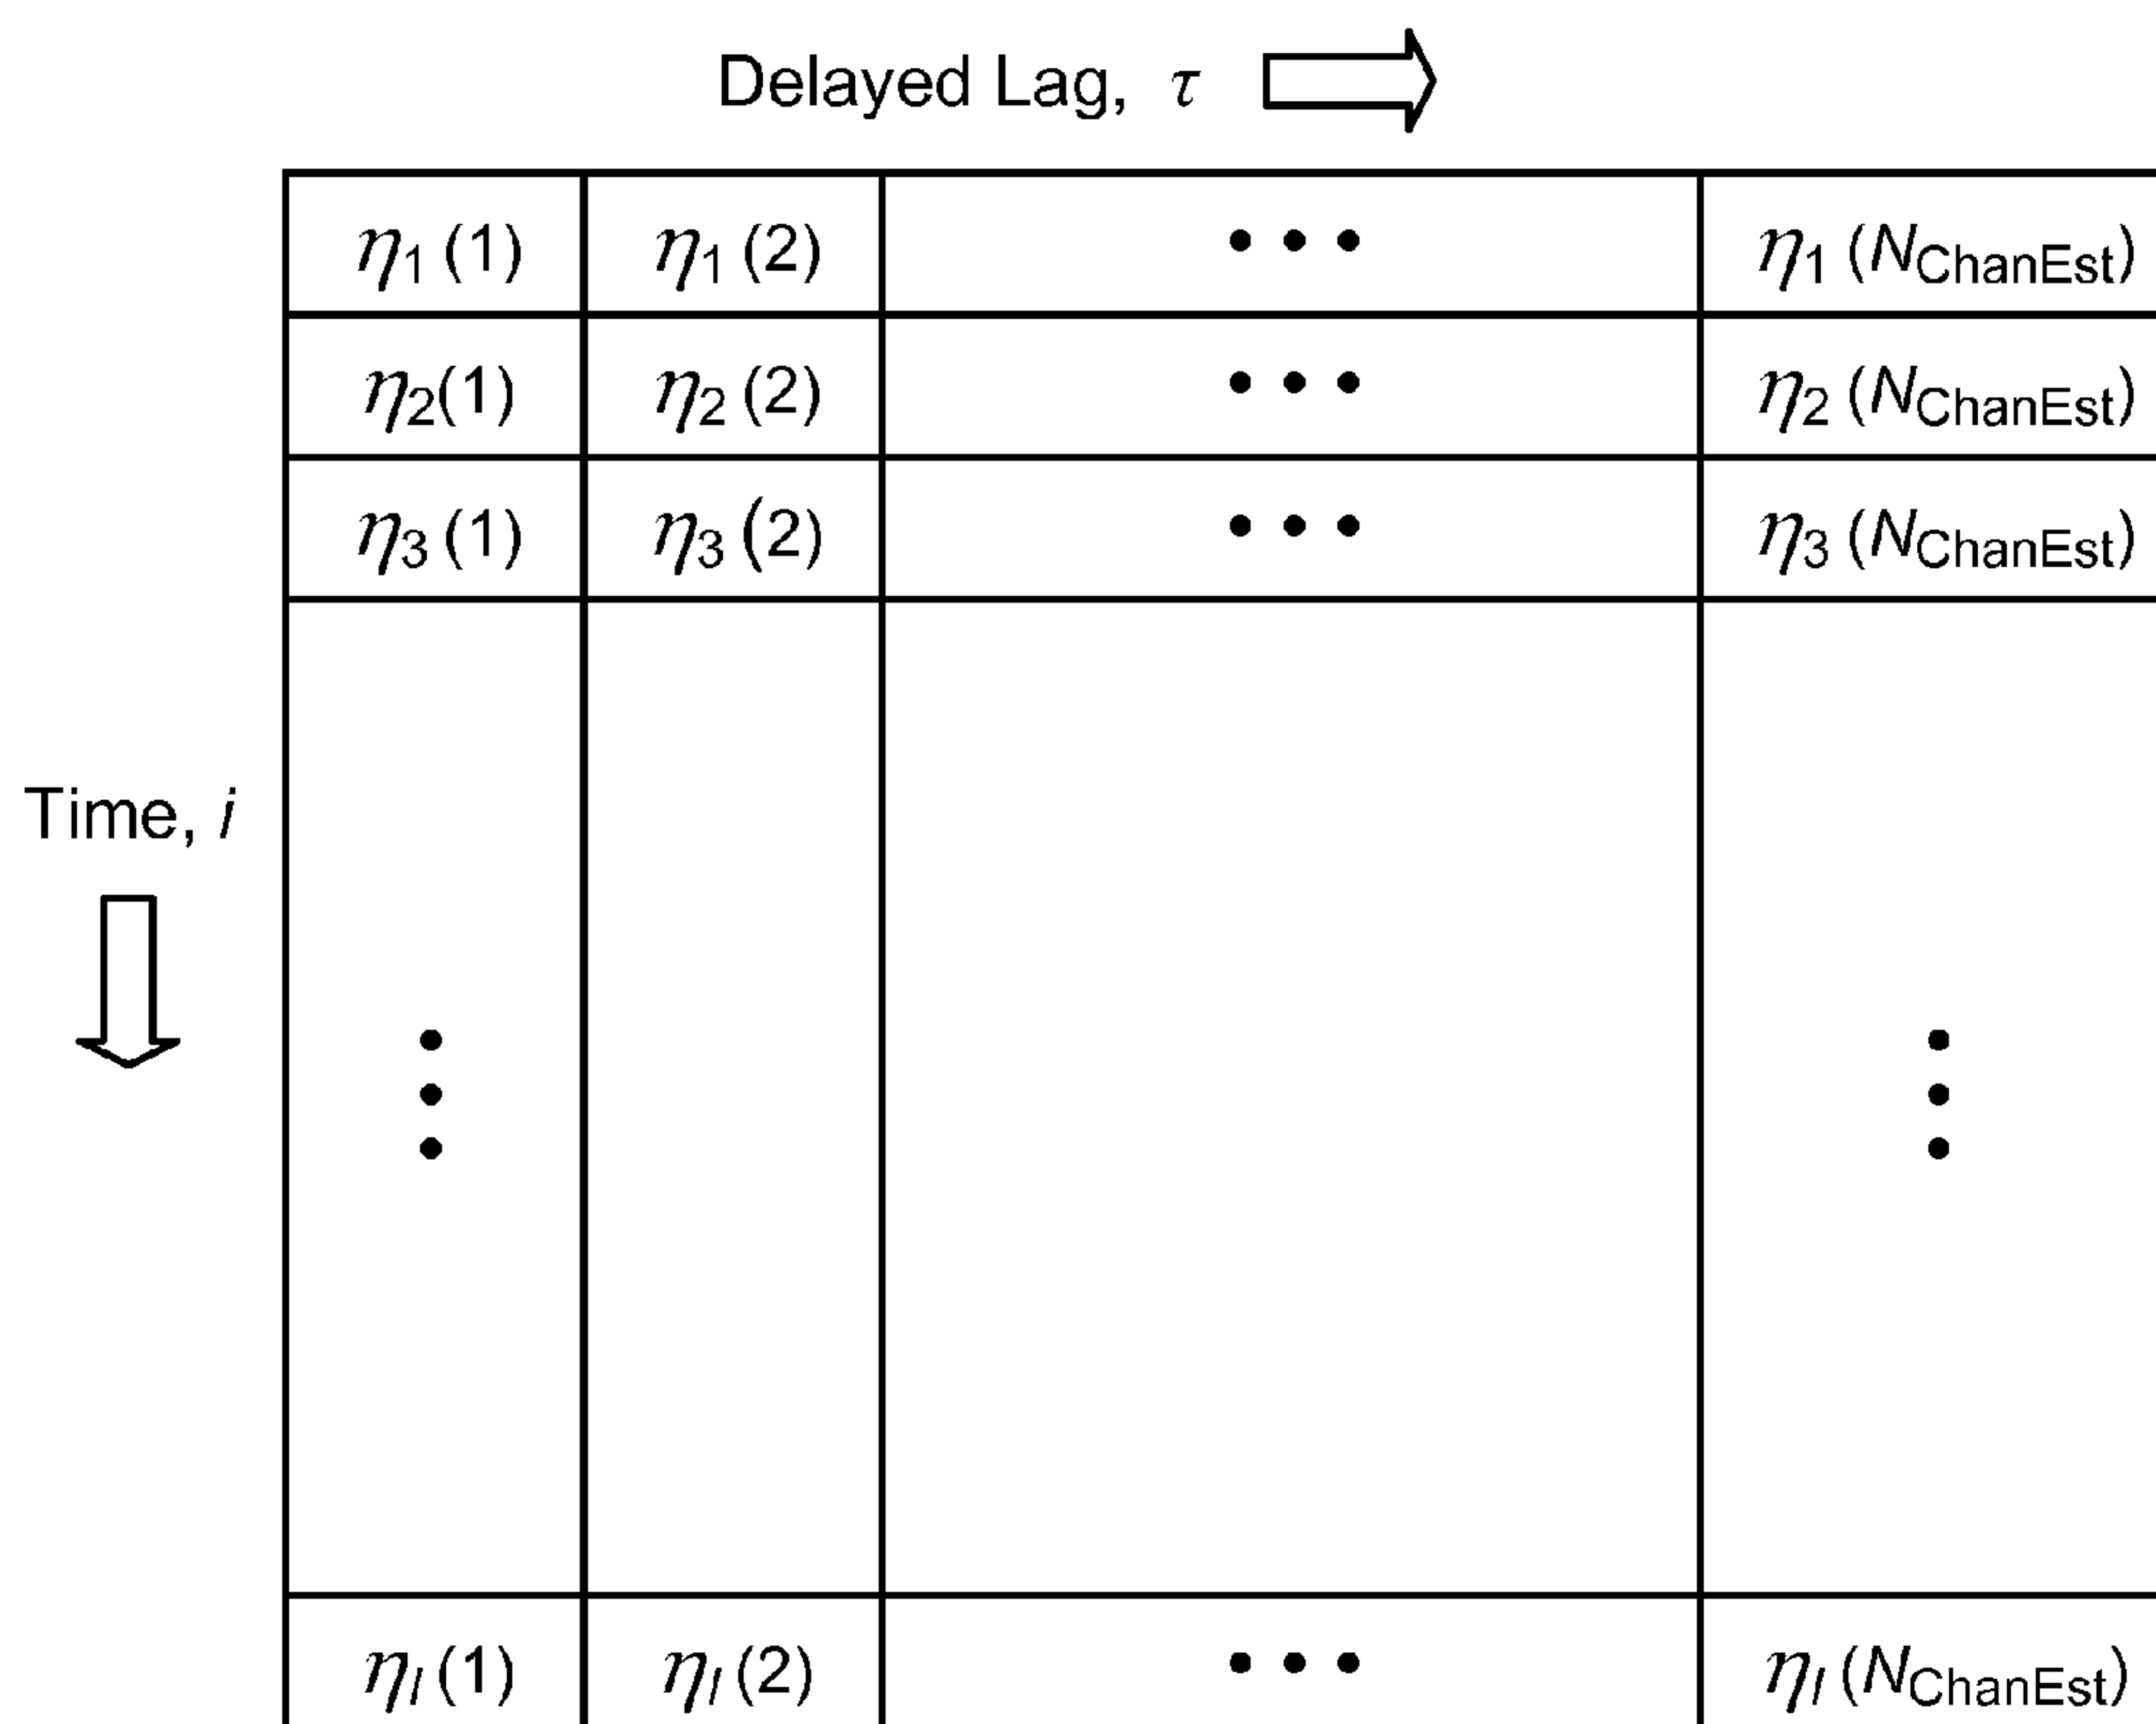 Delayed Lag, τ
η1 (1) η1 (2) • • • η1 (NChanEst)
η2(1) η2 (2) • • • η2 (NChanEst)
η3 (1) η3 (2) • • • η3 (NChanEst)
Time, i
ηI (1) ηI (2) • • • ηI (NChanEst)